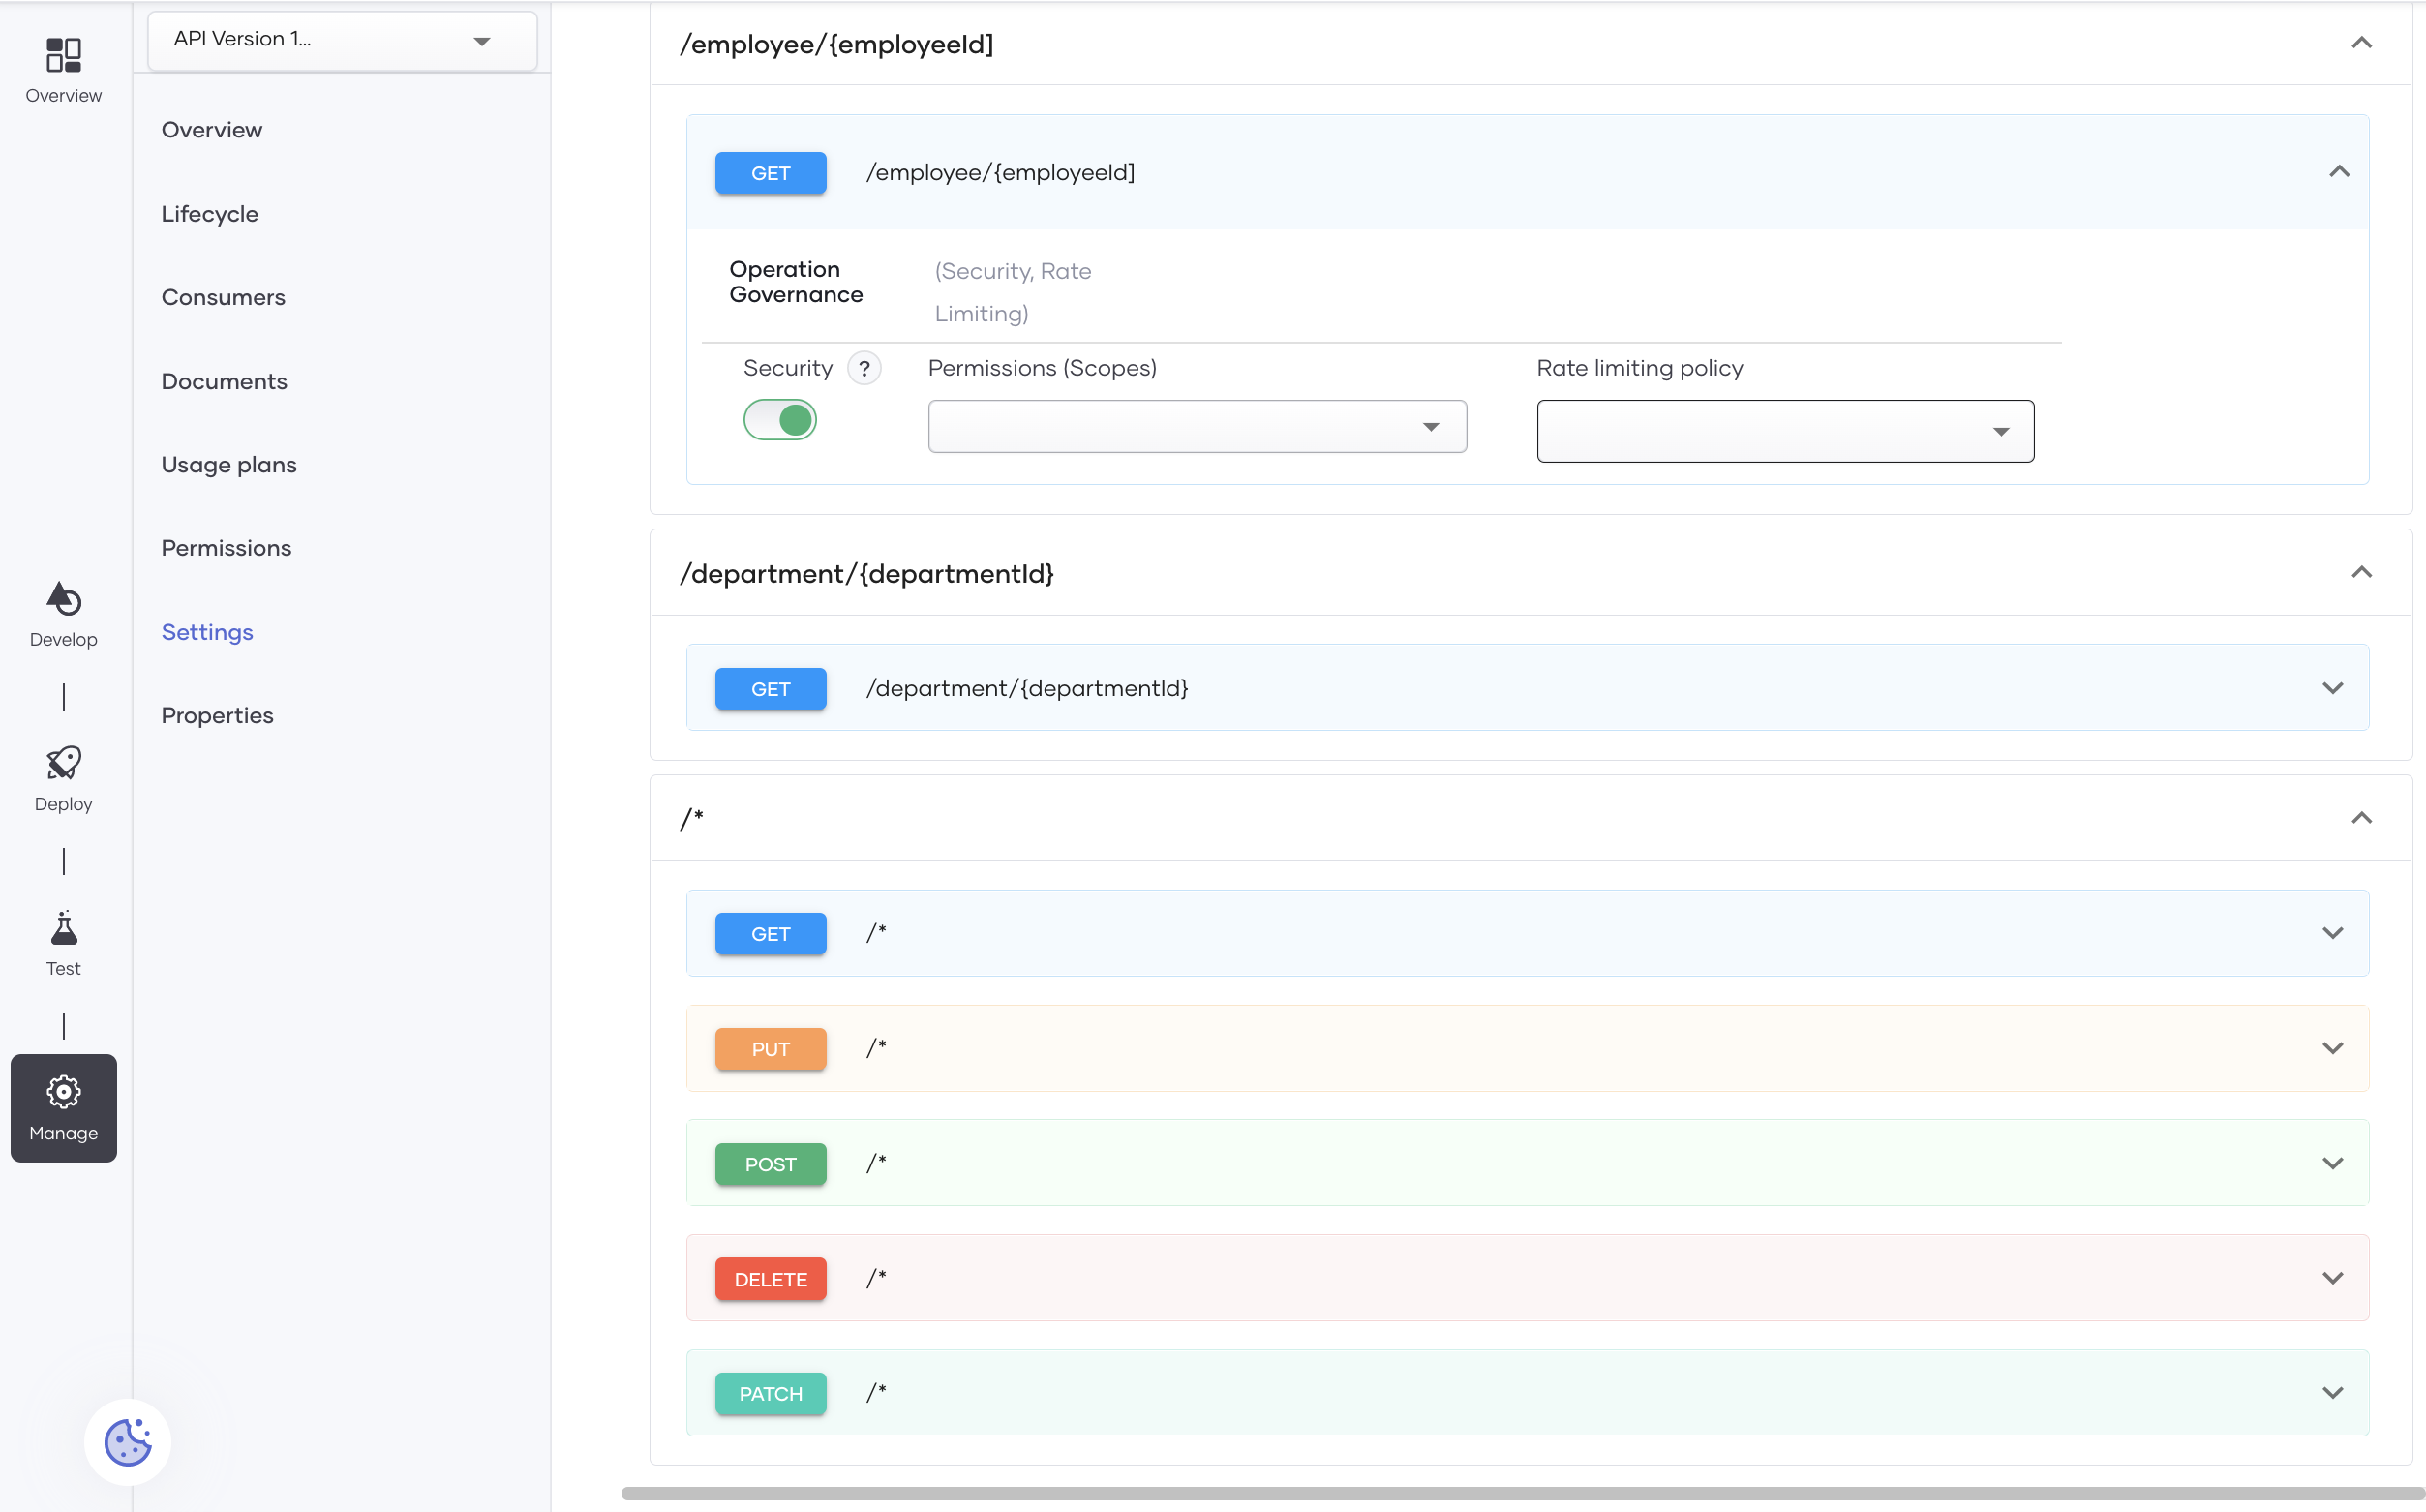 Overview
Develop
Deploy
Test
Manage
API Version 1...
Overview
Lifecycle
Consumers
Documents
Usage plans
Permissions
Settings
Properties
/employee/{employeeId]
GET /employee/{employeeId]
Operation
Governance
(Security, Rate
Limiting)
Security ?
Permissions (Scopes)
Rate limiting policy
/department/{departmentId}
GET /department/{departmentId}
/*
GET /*
PUT /*
POST /*
DELETE /*
PATCH /*